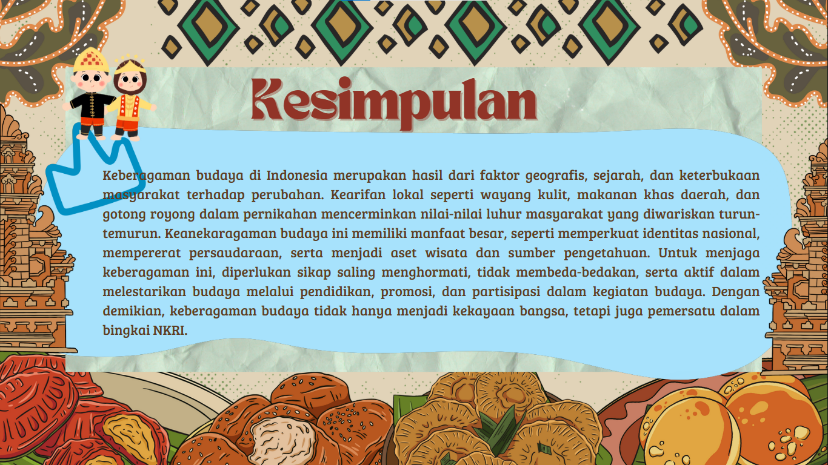 Kesimpulan
Keberagaman budaya di Indonesia merupakan hasil dari faktor geografis, sejarah, dan keterbukaan
masyarakat terhadap perubahan. Kearifan lokal seperti wayang kulit, makanan khas daerah, dan
gotong royong dalam pernikahan mencerminkan nilai-nilai luhur masyarakat yang diwariskan turun-
temurun. Keanekaragaman budaya ini memiliki manfaat besar, seperti memperkuat identitas nasional,
mempererat persaudaraan, serta menjadi aset wisata dan sumber pengetahuan. Untuk menjaga
keberagaman ini, diperlukan sikap saling menghormati, tidak membeda-bedakan, serta aktif dalam
melestarikan budaya melalui pendidikan, promosi, dan partisipasi dalam kegiatan budaya. Dengan
demikian, keberagaman budaya tidak hanya menjadi kekayaan bangsa, tetapi juga pemersatu dalam
bingkai NKRI.